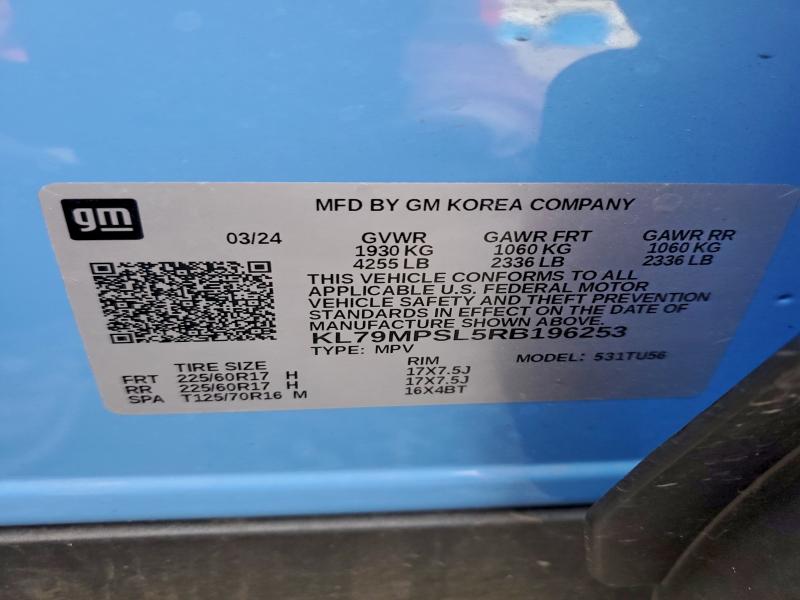 gm
MFD BY GM KOREA COMPANY
03/24
GVWR GAWR FRT GAWR RR
1930 KG 1060 KG 1060 KG
4255 LB 2336 LB 2336 LB
THIS VEHICLE CONFORMS TO ALL
APPLICABLE U.S. FEDERAL MOTOR
VEHICLE SAFETY AND THEFT PREVENTION
STANDARDS IN EFFECT ON THE DATE OF
MANUFACTURE SHOWN ABOVE.
KL79MPSL5RB196253
TYPE: MPV MODEL: 531TU56
TIRE SIZE RIM
FRT 225/60R17 H 17X7.5J
RR 225/60R17 H 17X7.5J
SPA T125/70R16 M 16X4BT